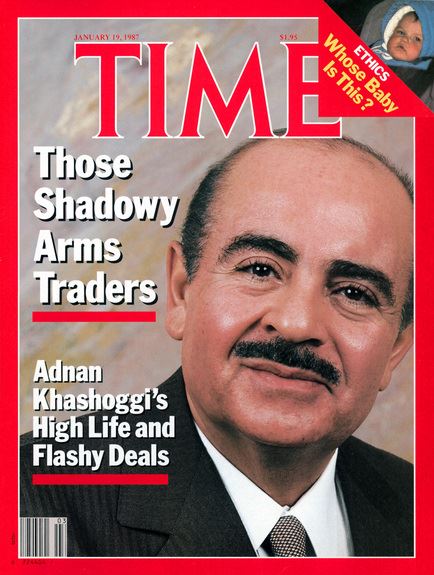 JANUARY 19, 1987
$1.95
TIME
ETHICS
Whose Baby
Is This?
Those
Shadowy
Arms
Traders
Adnan
Khashoggi's
High Life and
Flashy Deals
03